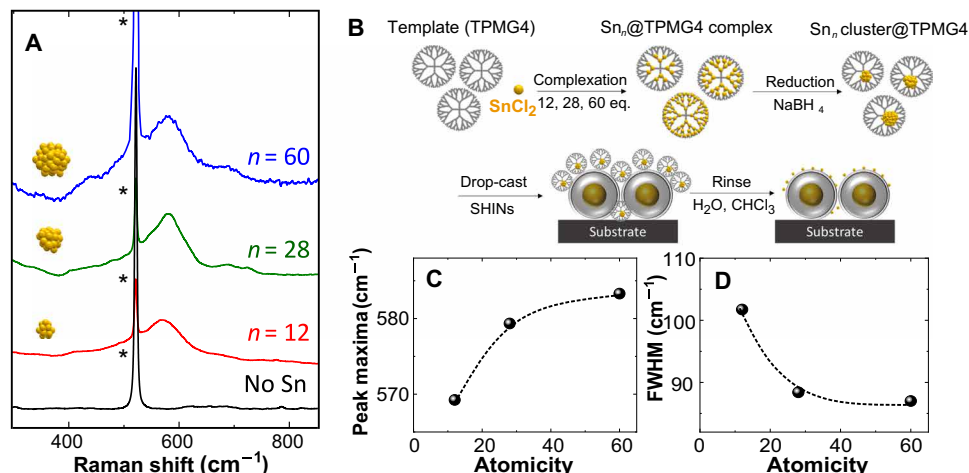 A
*
n = 60
*
n = 28
*
n = 12
*
No Sn
400
600
800
Raman shift (cm⁻¹)
B
Template (TPMG4)
Snₙ@TPMG4 complex
Snₙ cluster@TPMG4
Complexation
SnCl₂
12, 28, 60 eq.
Reduction
NaBH ₄
Drop-cast
SHINs
Substrate
Rinse
H₂O, CHCl₃
Substrate
C
Peak maxima (cm⁻¹)
570
580
0
20
40
60
Atomicity
D
FWHM (cm⁻¹)
90
100
110
0
20
40
60
Atomicity